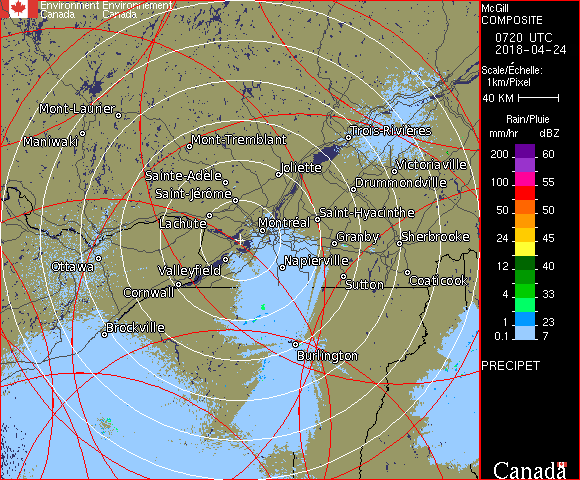 Environment Environnement
Canada Canada
McGill
COMPOSITE
0720 UTC
2018-04-24
Scale/Échelle:
1km/Pixel
40 KM
Rain/Pluie
mm/hr dBZ
200 60
100 55
50 50
24 45
12 40
4 33
1 23
0.1 7
PRECIPET
Canada
Mont-Laurier
Maniwaki
Mont-Tremblant
Trois-Rivières
Joliette
Victoriaville
Sainte-Adèle
Drummondville
Saint-Jérôme
Saint-Hyacinthe
Lachute
Montréal
Granby
Sherbrooke
Ottawa
Valleyfield
Napierville
Cornwall
Sutton
Coaticook
Brockville
Burlington